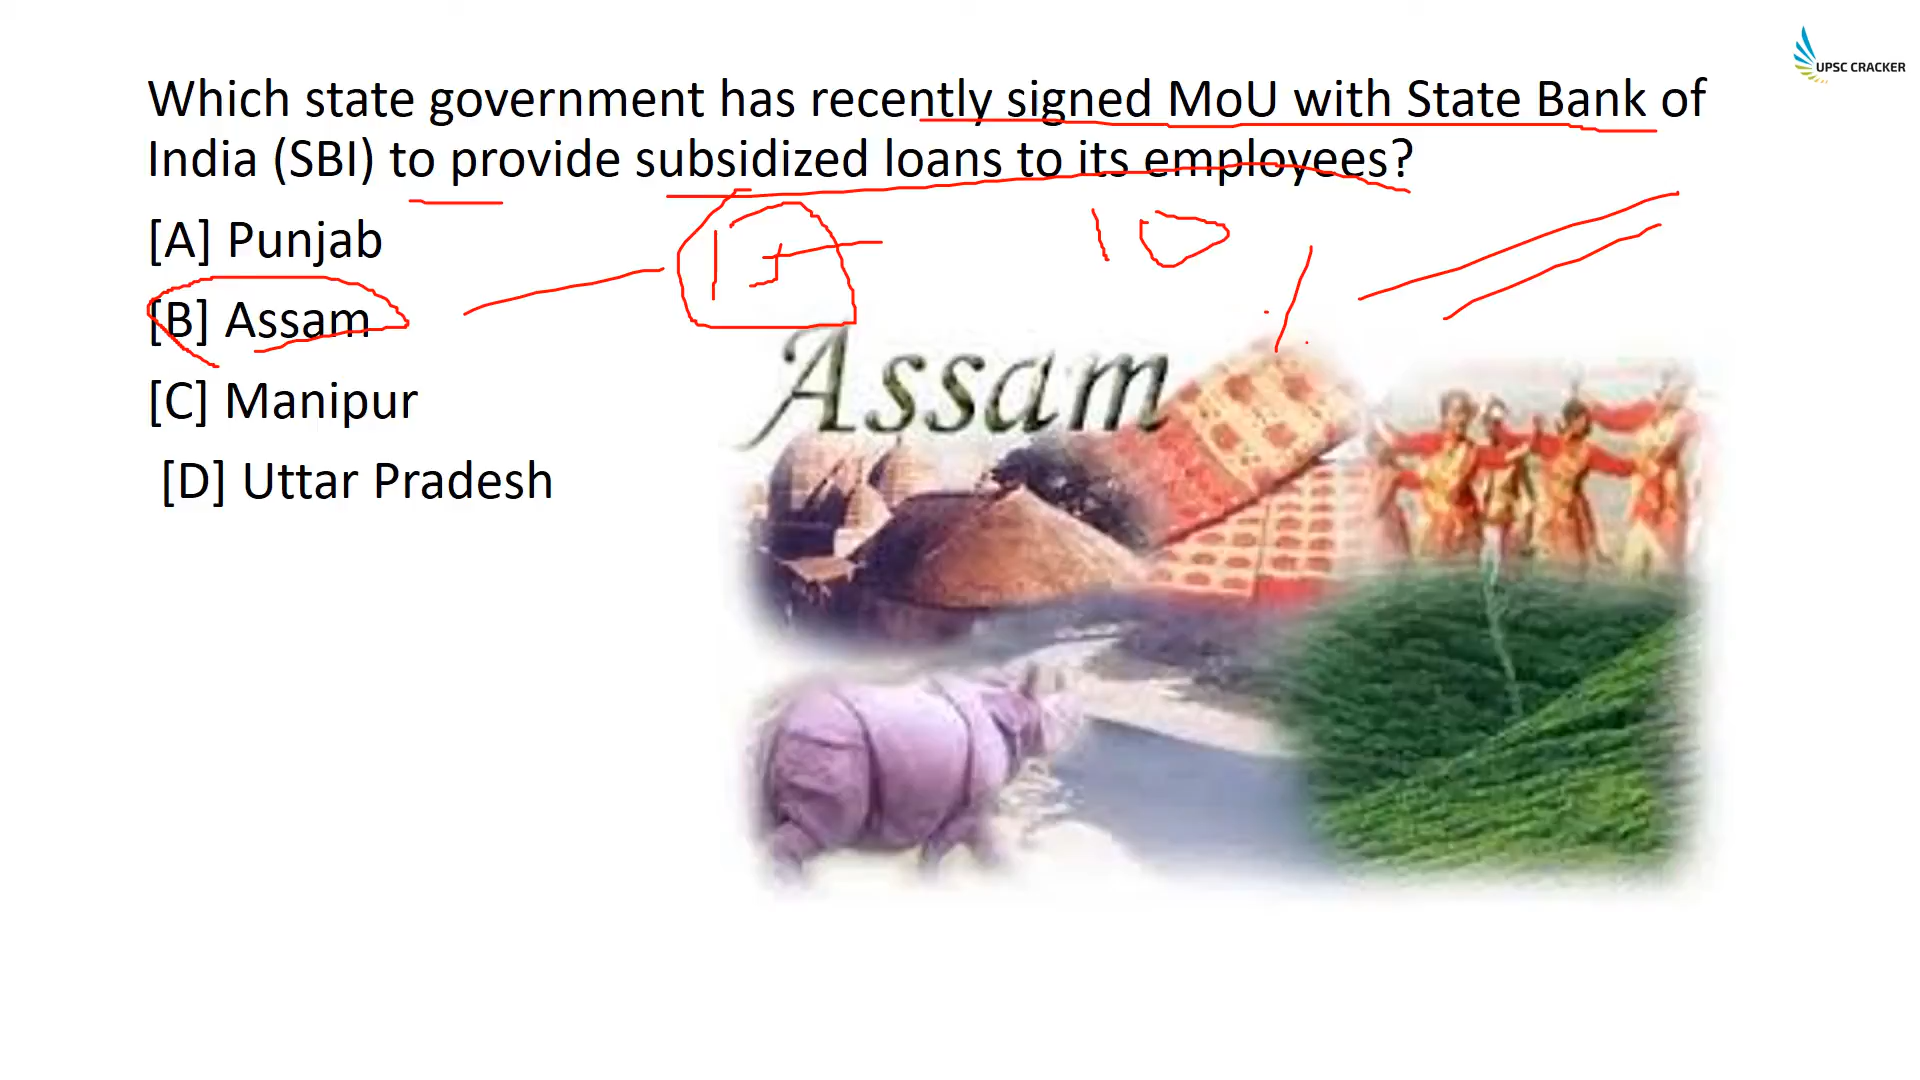 UPSC CRACKER
Which state government has recently signed MoU with State Bank of
India (SBI) to provide subsidized loans to its employees?
[A] Punjab
10 %
[B] Assam
Assam
[C] Manipur
[D] Uttar Pradesh